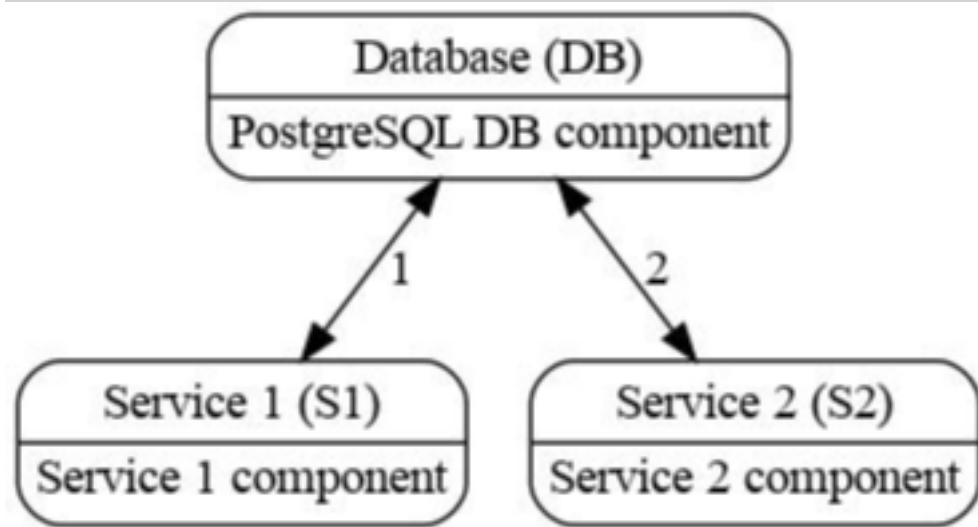 Database (DB)
PostgreSQL DB component
1
2
Service 1 (S1)
Service 1 component
Service 2 (S2)
Service 2 component